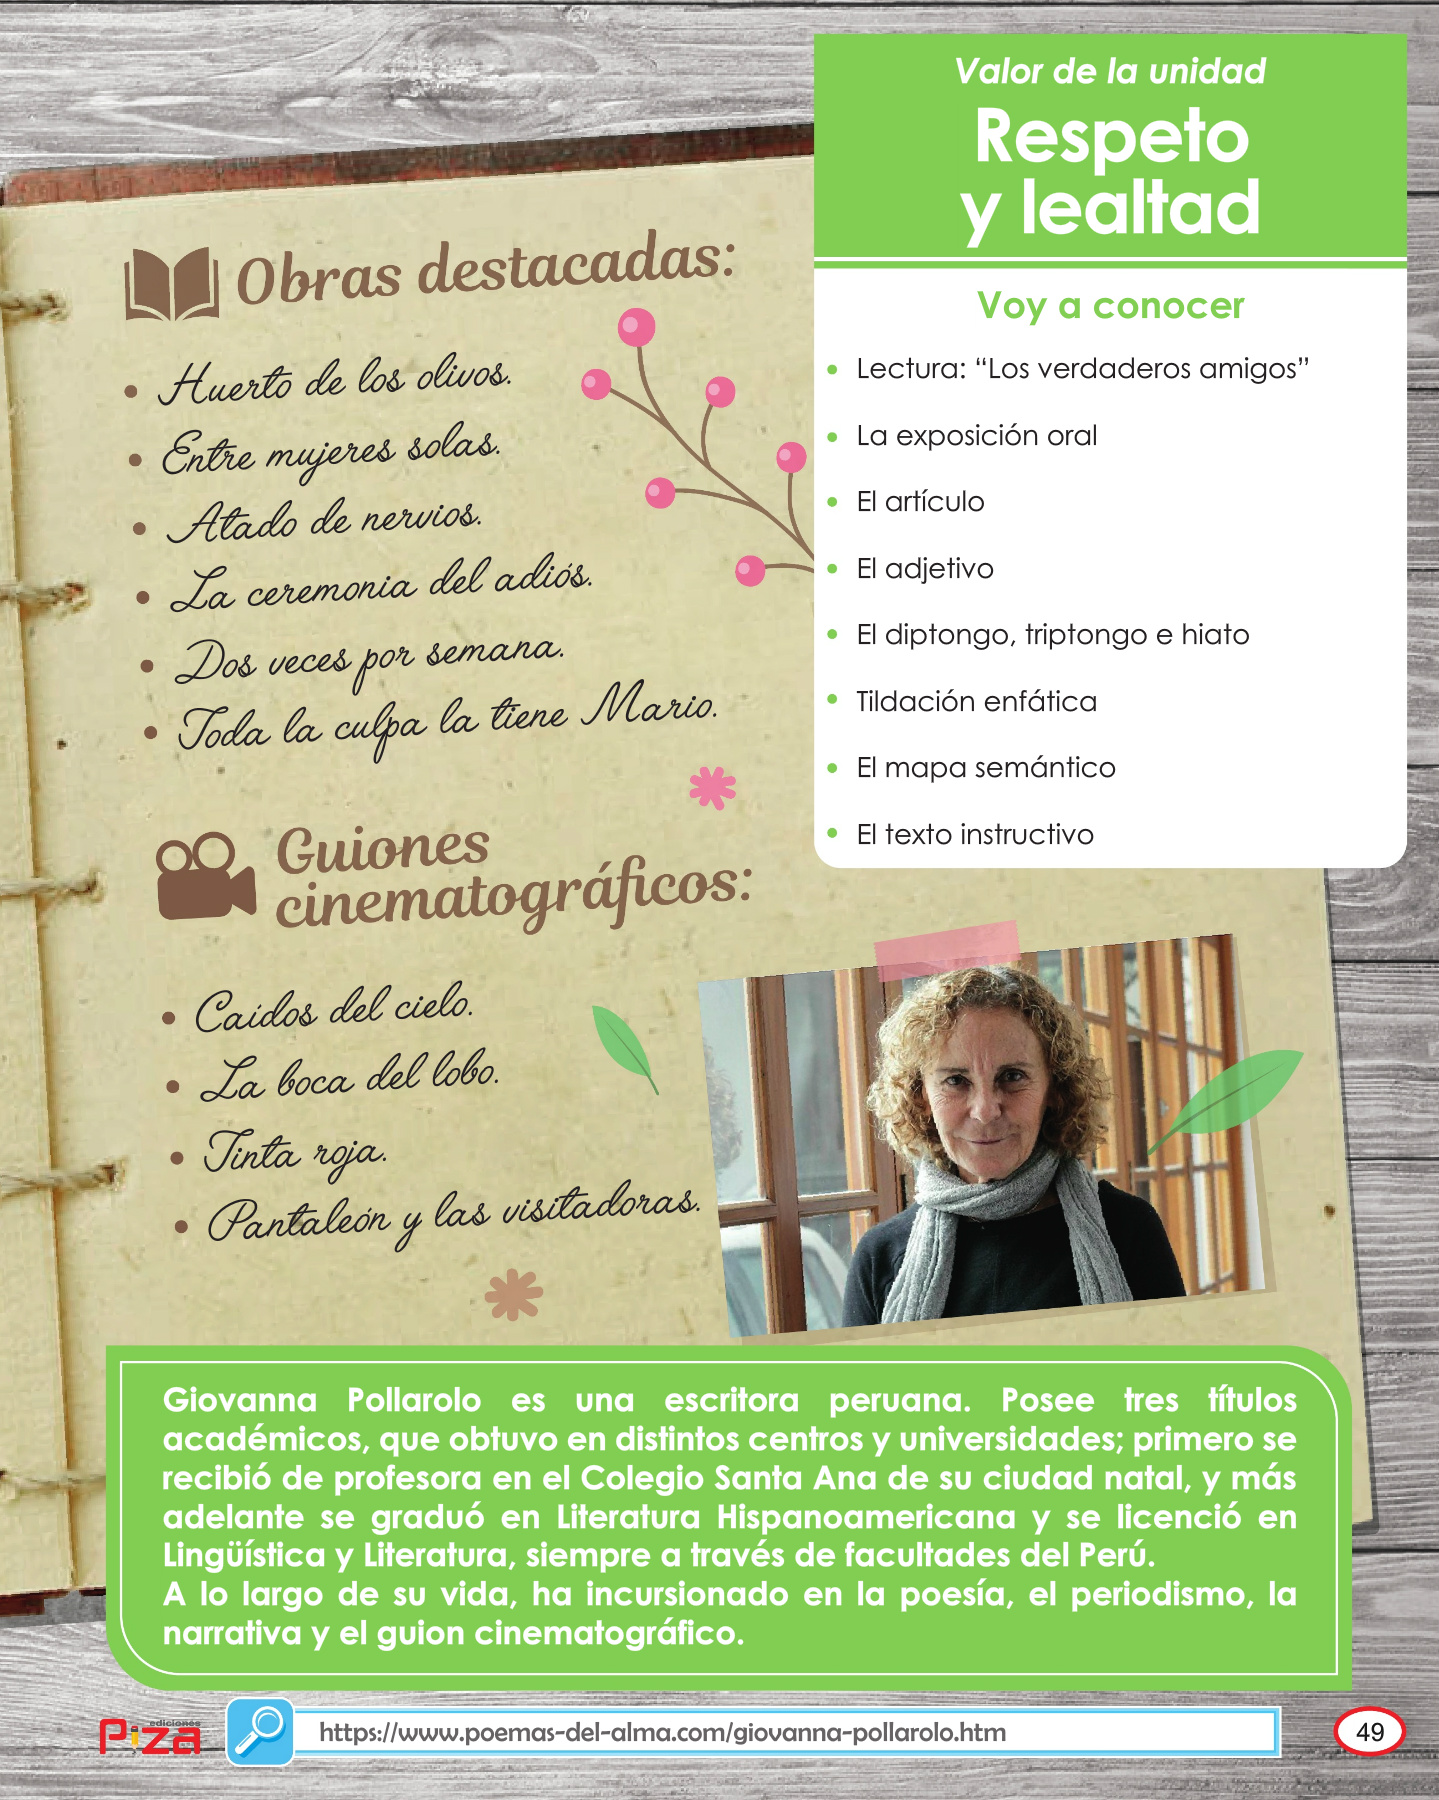 Valor de la unidad
Respeto
y lealtad
Voy a conocer
• Lectura: “Los verdaderos amigos”
• La exposición oral
• El artículo
• El adjetivo
• El diptongo, triptongo e hiato
• Tildación enfática
• El mapa semántico
• El texto instructivo
Obras destacadas:
• Huerto de los olivos.
• Entre mujeres solas.
• Atado de nervios.
• La ceremonia del adiós.
• Dos veces por semana.
• Toda la culpa la tiene Mario.
Guiones
cinematográficos:
• Caídos del cielo.
• La boca del lobo.
• Tinta roja.
• Pantaleón y las visitadoras.
Giovanna Pollarolo es una escritora peruana. Posee tres títulos
académicos, que obtuvo en distintos centros y universidades; primero se
recibió de profesora en el Colegio Santa Ana de su ciudad natal, y más
adelante se graduó en Literatura Hispanoamericana y se licenció en
Lingüística y Literatura, siempre a través de facultades del Perú.
A lo largo de su vida, ha incursionado en la poesía, el periodismo, la
narrativa y el guion cinematográfico.
ediciones
Piza
https://www.poemas-del-alma.com/giovanna-pollarolo.htm
49